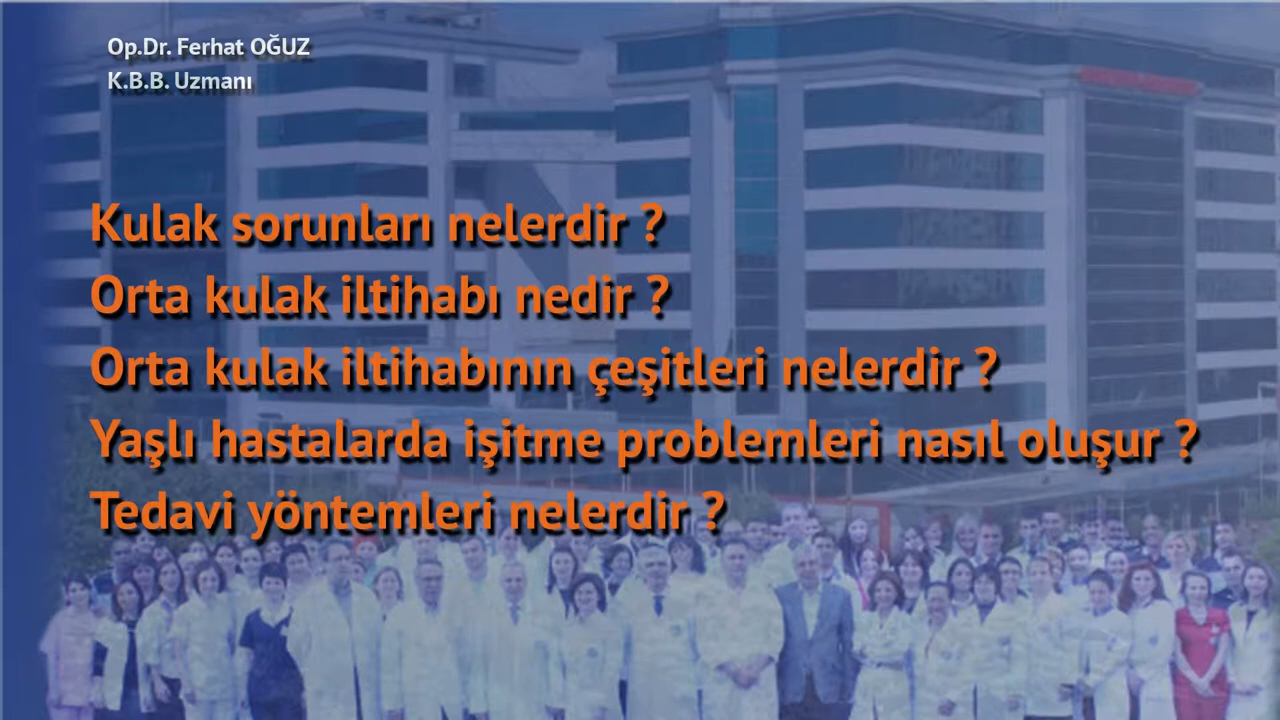 Op.Dr. Ferhat OĞUZ
K.B.B. Uzmanı
Kulak sorunları nelerdir ?
Orta kulak iltihabı nedir ?
Orta kulak iltihabının çeşitleri nelerdir ?
Yaşlı hastalarda işitme problemleri nasıl oluşur ?
Tedavi yöntemleri nelerdir ?